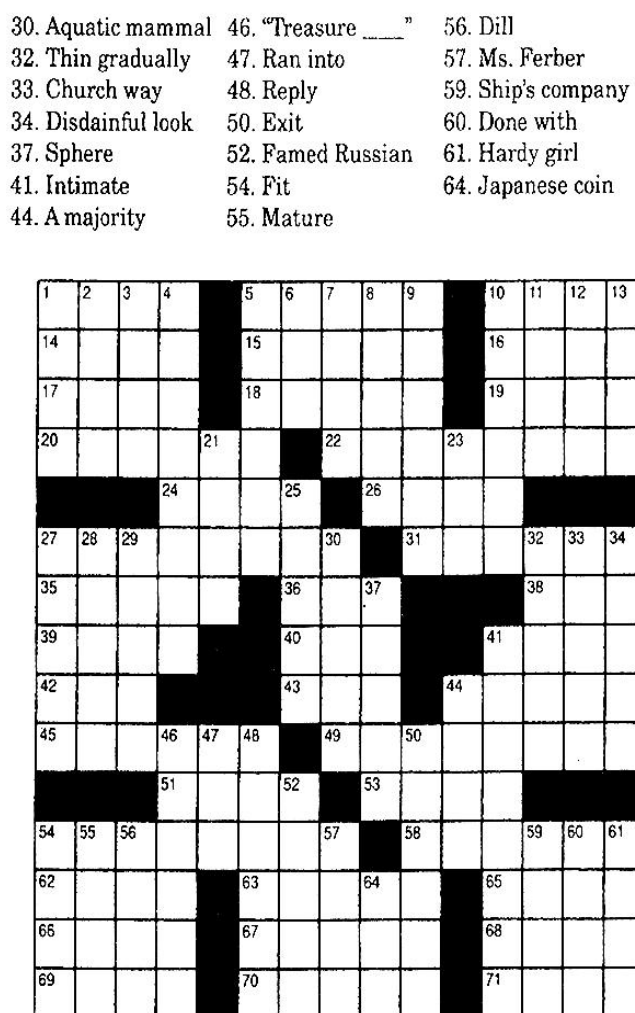 30. Aquatic mammal
32. Thin gradually
33. Church way
34. Disdainful look
37. Sphere
41. Intimate
44. A majority
46. “Treasure ____”
47. Ran into
48. Reply
50. Exit
52. Famed Russian
54. Fit
55. Mature
56. Dill
57. Ms. Ferber
59. Ship's company
60. Done with
61. Hardy girl
64. Japanese coin
1 2 3 4 5 6 7 8 9 10 11 12 13
14 15 16
17 18 19
20 21 22 23
24 25 26
27 28 29 30 31 32 33 34
35 36 37 38
39 40 41
42 43 44
45 46 47 48 49 50
51 52 53
54 55 56 57 58 59 60 61
62 63 64 65
66 67 68
69 70 71